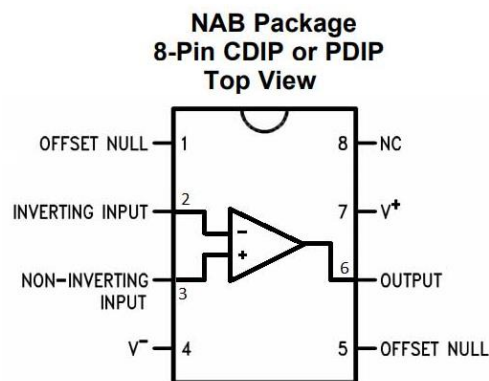 NAB Package
8-Pin CDIP or PDIP
Top View
OFFSET NULL 1 8 NC
INVERTING INPUT 2 7 V+
- 
+
NON-INVERTING INPUT 3 6 OUTPUT
V- 4 5 OFFSET NULL